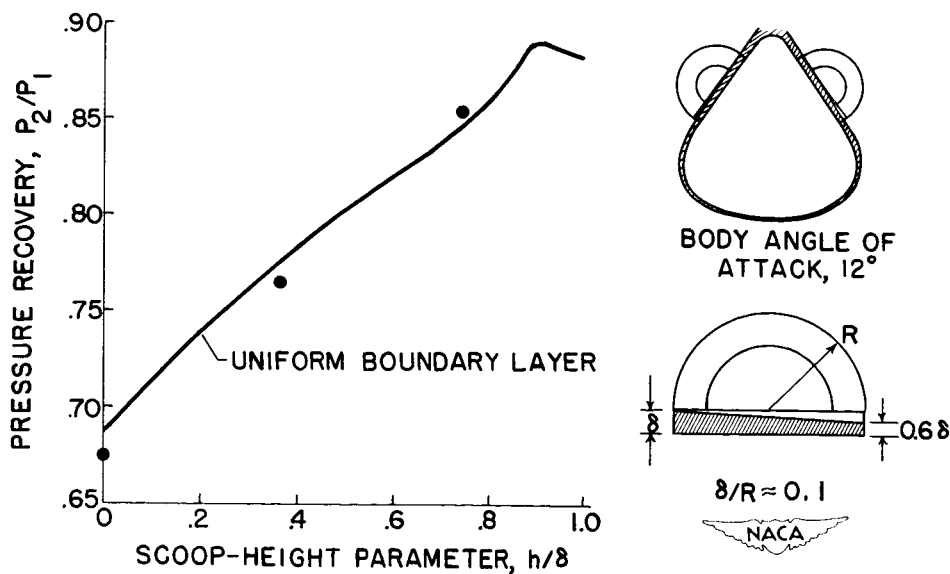 .90
.85
.80
.75
.70
.65
0
.2
.4
.6
.8
1.0
PRESSURE RECOVERY, P₂/P₁
SCOOP-HEIGHT PARAMETER, h/δ
UNIFORM BOUNDARY LAYER
BODY ANGLE OF
ATTACK, 12°
R
δ
0.6δ
δ/R ≈ 0.1
NACA